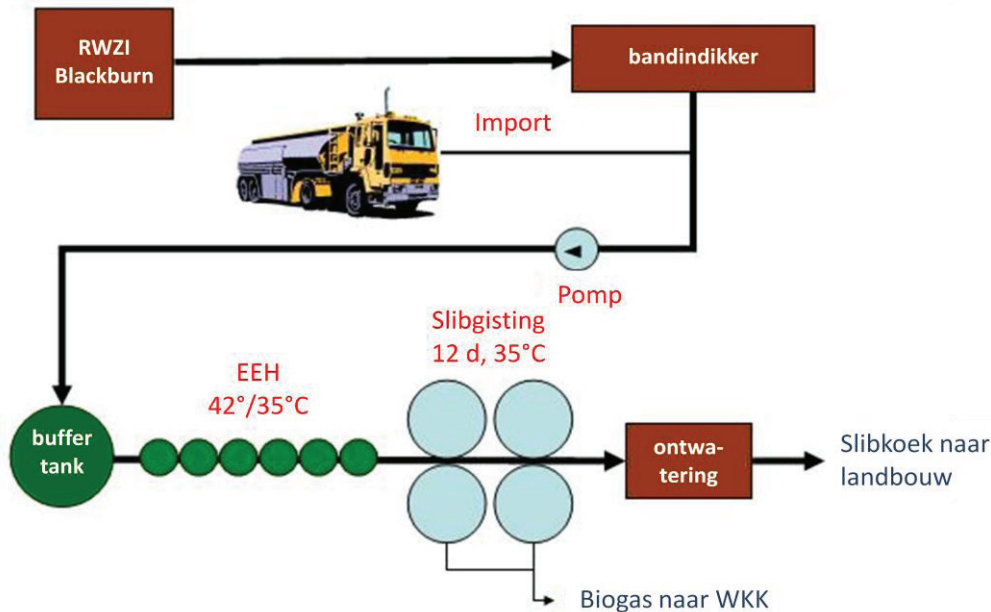 RWZI
Blackburn
bandindikker
Import
Pomp
Slibgisting
12 d, 35°C
EEH
42°/35°C
buffer
tank
ontwa-
tering
Slibkoek naar
landbouw
Biogas naar WKK